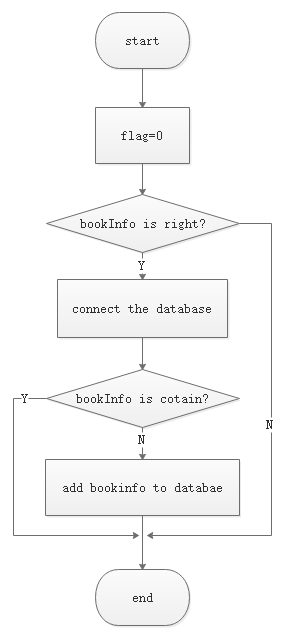 start
flag=0
bookInfo is right?
Y
connect the database
bookInfo is cotain?
Y
N
N
add bookinfo to databae
end